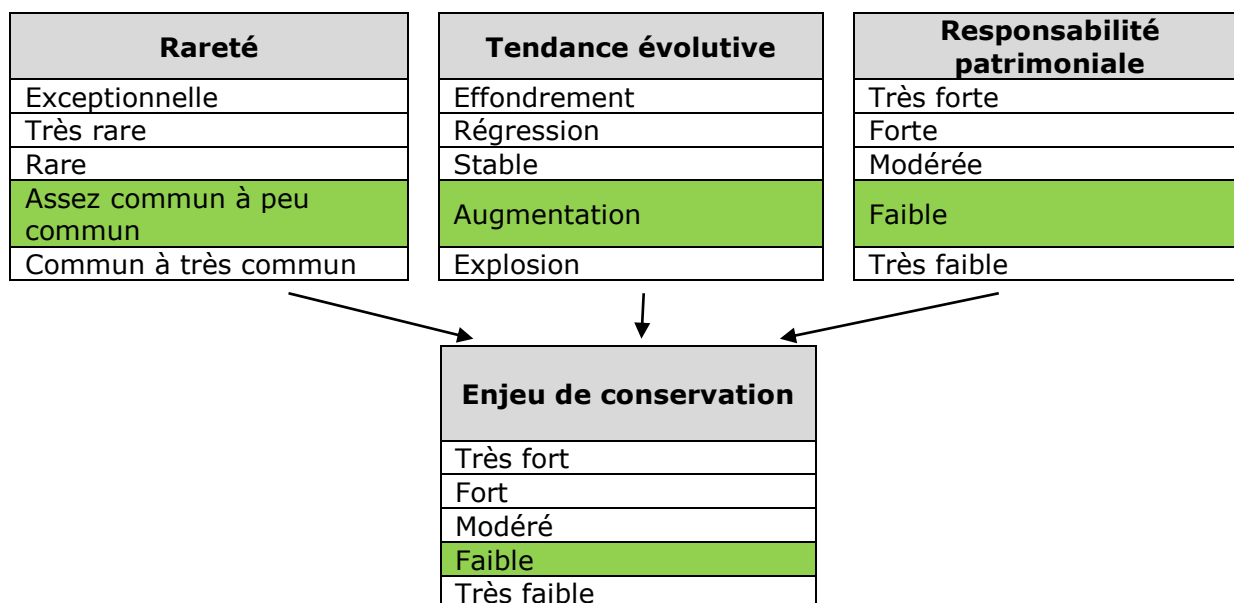 Rareté
Exceptionnelle
Très rare
Rare
Assez commun à peu
commun
Commun à très commun
Tendance évolutive
Effondrement
Régression
Stable
Augmentation
Explosion
Responsabilité
patrimoniale
Très forte
Forte
Modérée
Faible
Très faible
Enjeu de conservation
Très fort
Fort
Modéré
Faible
Très faible